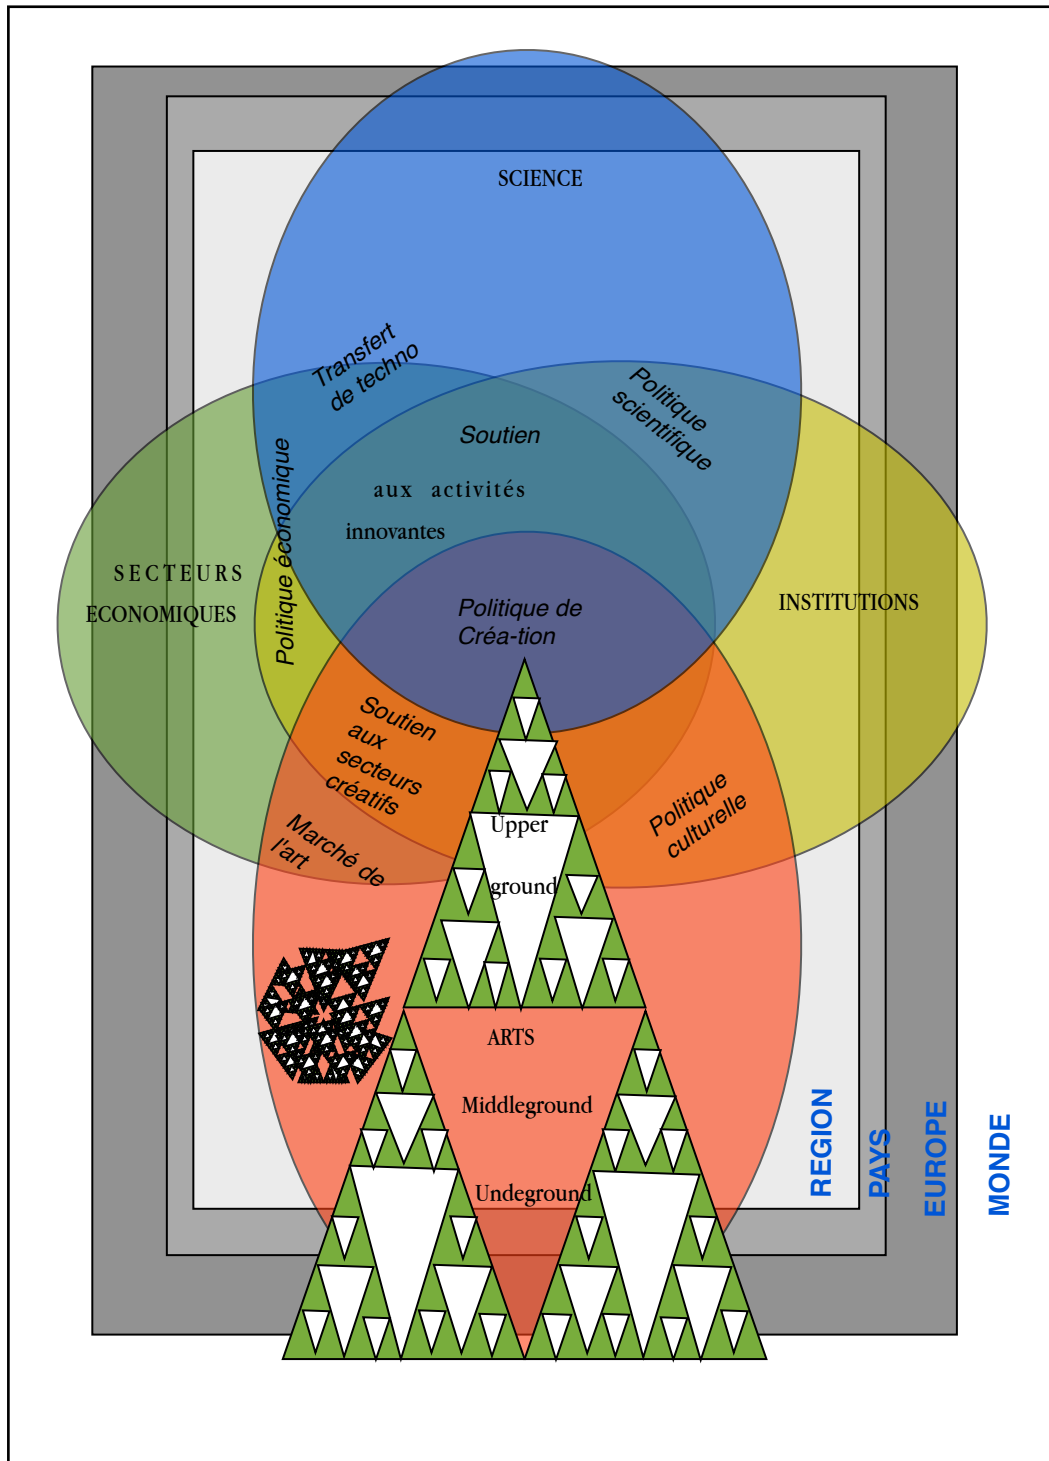 SCIENCE
Transfert
de techno
Politique
scientifique
Soutien
aux activités
innovantes
Politique économique
SECTEURS
ECONOMIQUES
INSTITUTIONS
Politique de
Créa-tion
Soutien
aux
secteurs
créatifs
Politique
culturelle
Marché de
l'art
Upper
ground
ARTS
Middleground
Undeground
REGION
PAYS
EUROPE
MONDE